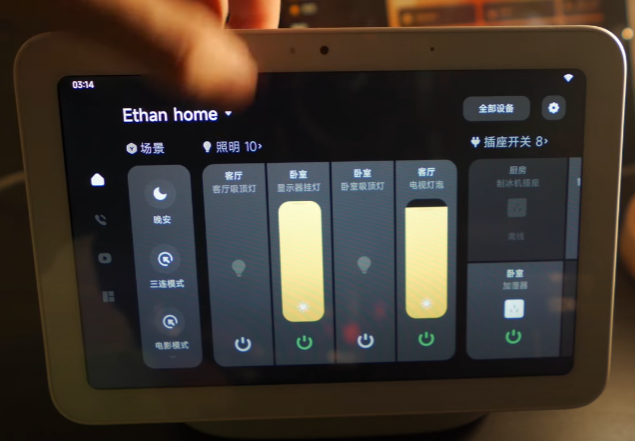 03:14
Ethan home
全部设备
场景
照明 10›
插座开关 8›
晚安
三连模式
电影模式
客厅
客厅吸顶灯
卧室
显示器挂灯
卧室
卧室吸顶灯
客厅
电视灯泡
厨房
制冰机插座
离线
卧室
加湿器